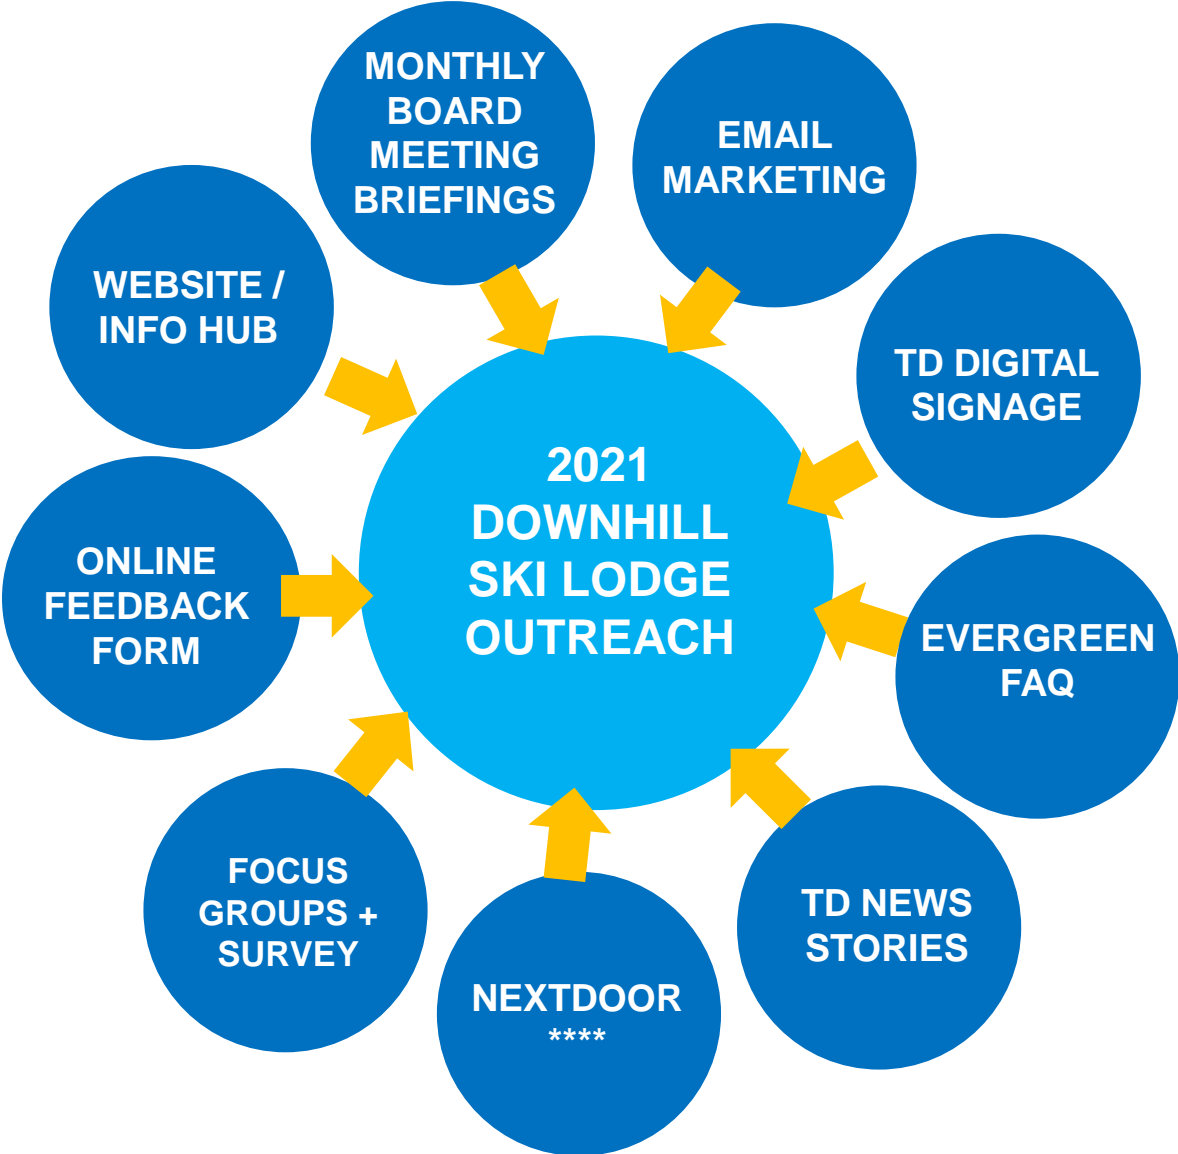 MONTHLY
BOARD
MEETING
BRIEFINGS
EMAIL
MARKETING
WEBSITE /
INFO HUB
TD DIGITAL
SIGNAGE
2021
DOWNHILL
SKI LODGE
OUTREACH
ONLINE
FEEDBACK
FORM
EVERGREEN
FAQ
FOCUS
GROUPS +
SURVEY
TD NEWS
STORIES
NEXTDOOR
****